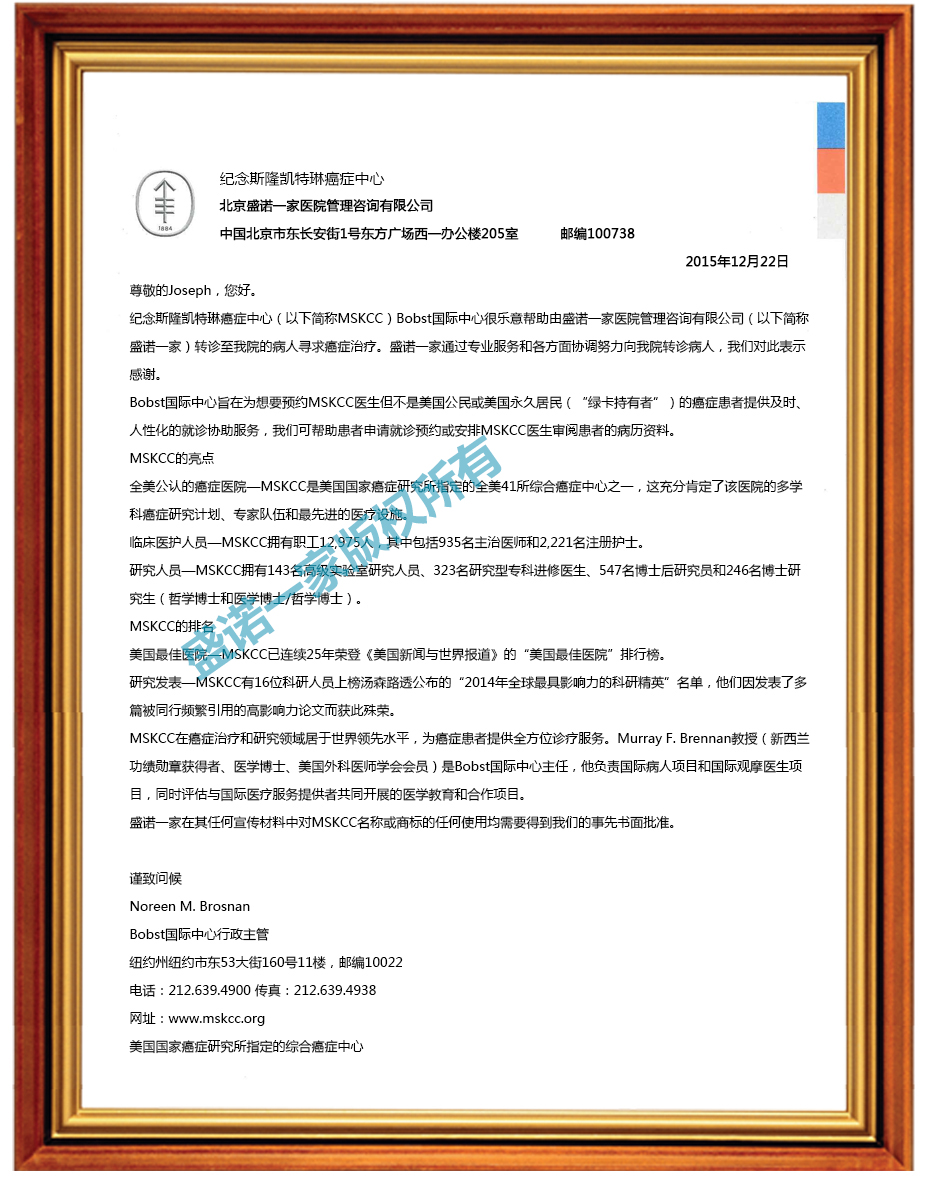 1884
纪念斯隆凯特琳癌症中心
北京盛诺一家医院管理咨询有限公司
中国北京市东长安街1号东方广场西一办公楼205室 邮编100738
2015年12月22日
尊敬的Joseph，您好。
纪念斯隆凯特琳癌症中心（以下简称MSKCC）Bobst国际中心很乐意帮助由盛诺一家医院管理咨询有限公司（以下简称
盛诺一家）转诊至我院的病人寻求癌症治疗。盛诺一家通过专业服务和各方面协调努力向我院转诊病人，我们对此表示
感谢。
Bobst国际中心旨在为想要预约MSKCC医生但不是美国公民或美国永久居民（“绿卡持有者”）的癌症患者提供及时、
人性化的就诊协助服务，我们可帮助患者申请就诊预约或安排MSKCC医生审阅患者的病历资料。
MSKCC的亮点
全美公认的癌症医院—MSKCC是美国国家癌症研究所指定的全美41所综合癌症中心之一，这充分肯定了该医院的多学
科癌症研究计划、专家队伍和最先进的医疗设施。
临床医护人员—MSKCC拥有职工12,975人，其中包括935名主治医师和2,221名注册护士。
研究人员—MSKCC拥有143名高级实验室研究人员、323名研究型专科进修医生、547名博士后研究员和246名博士研
究生（哲学博士和医学博士/哲学博士）。
MSKCC的排名
美国最佳医院—MSKCC已连续25年荣登《美国新闻与世界报道》的“美国最佳医院”排行榜。
研究发表—MSKCC有16位科研人员上榜汤森路透公布的“2014年全球最具影响力的科研精英”名单，他们因发表了多
篇被同行频繁引用的高影响力论文而获此殊荣。
MSKCC在癌症治疗和研究领域居于世界领先水平，为癌症患者提供全方位诊疗服务。Murray F. Brennan教授（新西兰
功绩勋章获得者、医学博士、美国外科医师学会会员）是Bobst国际中心主任，他负责国际病人项目和国际观摩医生项
目，同时评估与国际医疗服务提供者共同开展的医学教育和合作项目。
盛诺一家在其任何宣传材料中对MSKCC名称或商标的任何使用均需要得到我们的事先书面批准。
谨致问候
Noreen M. Brosnan
Bobst国际中心行政主管
纽约州纽约市东53大街160号11楼，邮编10022
电话：212.639.4900 传真：212.639.4938
网址：www.mskcc.org
美国国家癌症研究所指定的综合癌症中心
盛诺一家版权所有